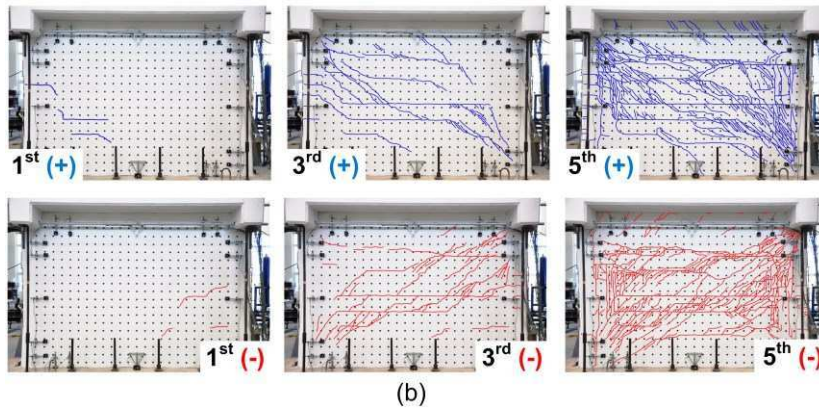 1st (+)
3rd (+)
5th (+)
1st (-)
3rd (-)
5th (-)
(b)